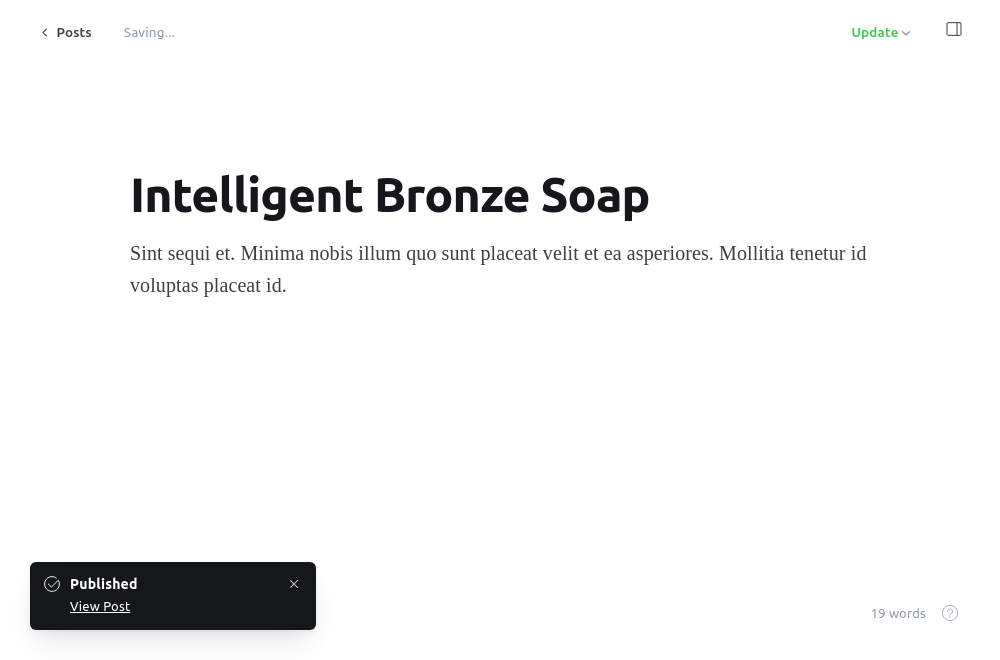 Posts
Saving...
Update
Intelligent Bronze Soap
Sint sequi et. Minima nobis illum quo sunt placeat velit et ea asperiores. Mollitia tenetur id
voluptas placeat id.
Published
View Post
19 words
?